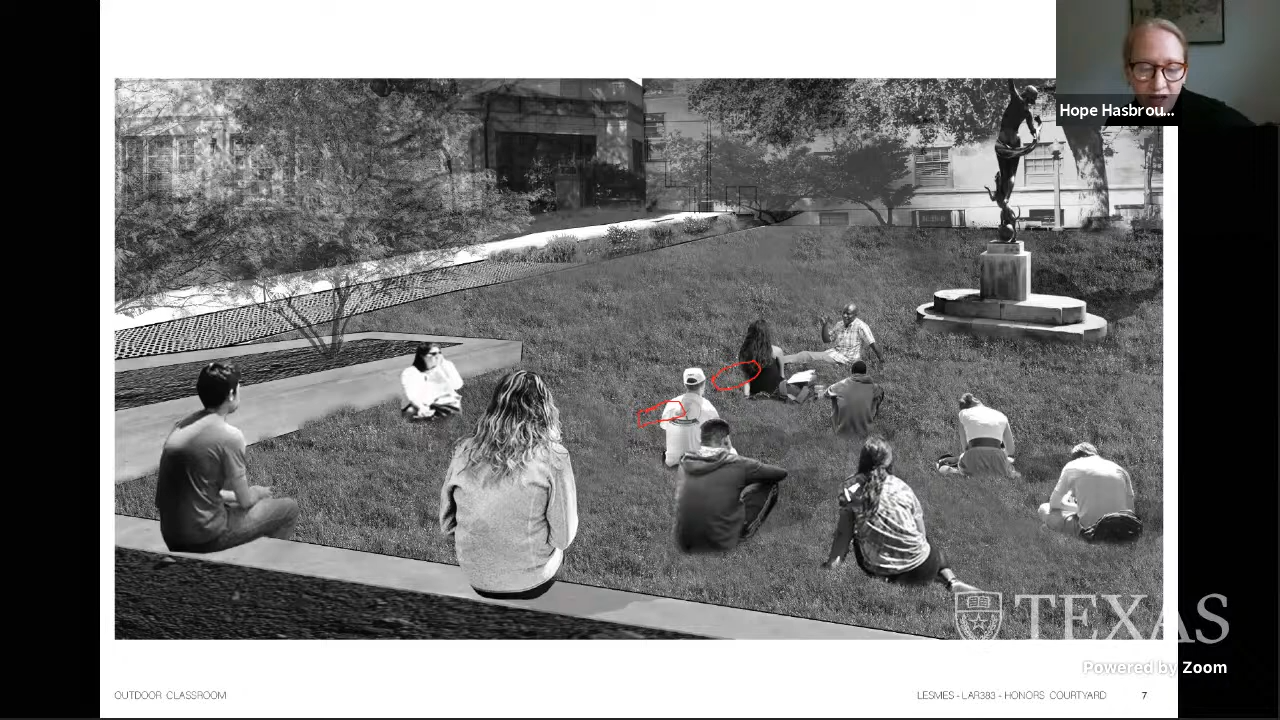 Hope Hasbrou...
TEXAS
Powered by Zoom
OUTDOOR CLASSROOM
LESMES - LAR383 - HONORS COURTYARD
7